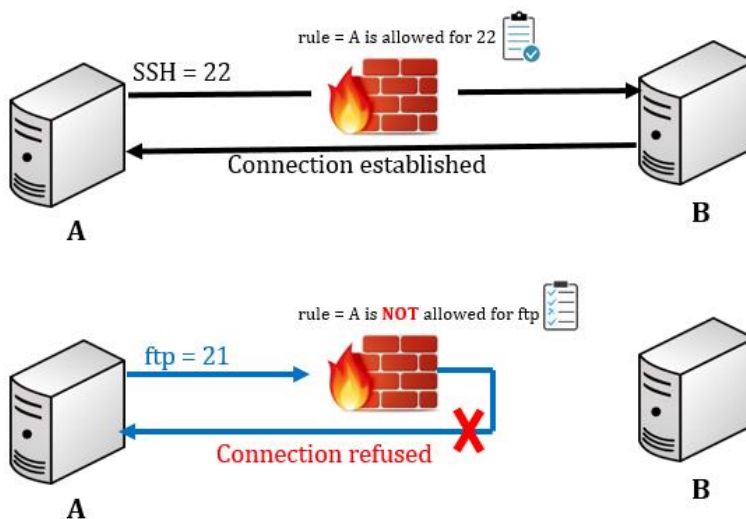 rule = A is allowed for 22
SSH = 22
Connection established
A
B
rule = A is NOT allowed for ftp
ftp = 21
Connection refused
A
B